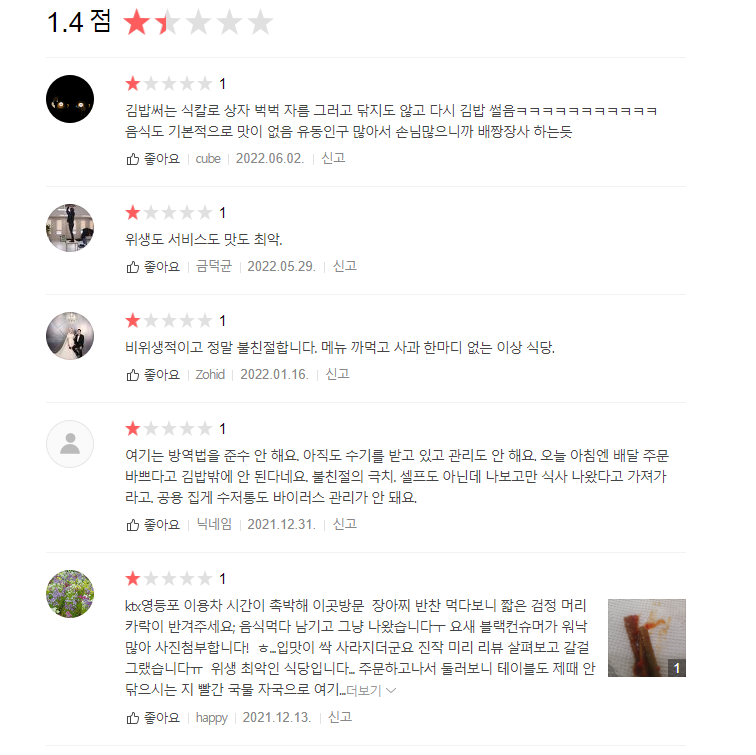 1.4 점
1
김밥써는 식칼로 상자 벅벅 자름 그러고 닦지도 않고 다시 김밥 썰음ㅋㅋㅋㅋㅋㅋㅋㅋㅋㅋㅋ
음식도 기본적으로 맛이 없음 유동인구 많아서 손님많으니까 배짱장사 하는듯
좋아요 cube 2022.06.02. 신고
1
위생도 서비스도 맛도 최악.
좋아요 금덕균 2022.05.29. 신고
1
비위생적이고 정말 불친절합니다. 메뉴 까먹고 사과 한마디 없는 이상 식당.
좋아요 Zohid 2022.01.16. 신고
1
여기는 방역법을 준수 안 해요. 아직도 수기를 받고 있고 관리도 안 해요. 오늘 아침엔 배달 주문
바쁘다고 김밥밖에 안 된다네요. 불친절의 극치. 셀프도 아닌데 나보고만 식사 나왔다고 가져가
라고. 공용 집게 수저통도 바이러스 관리가 안 돼요.
좋아요 닉네임 2021.12.31. 신고
1
ktx영등포 이용차 시간이 촉박해 이곳방문 장아찌 반찬 먹다보니 짧은 검정 머리
카락이 반겨주세요; 음식먹다 남기고 그냥 나왔습니다ㅜ 요새 블랙컨슈머가 워낙
많아 사진첨부합니다! ㅎ...입맛이 싹 사라지더군요 진작 미리 리뷰 살펴보고 갈걸
그랬습니다ㅠ 위생 최악인 식당입니다... 주문하고나서 둘러보니 테이블도 제때 안
닦으시는 지 빨간 국물 자국으로 여기...더보기
1
좋아요 happy 2021.12.13. 신고